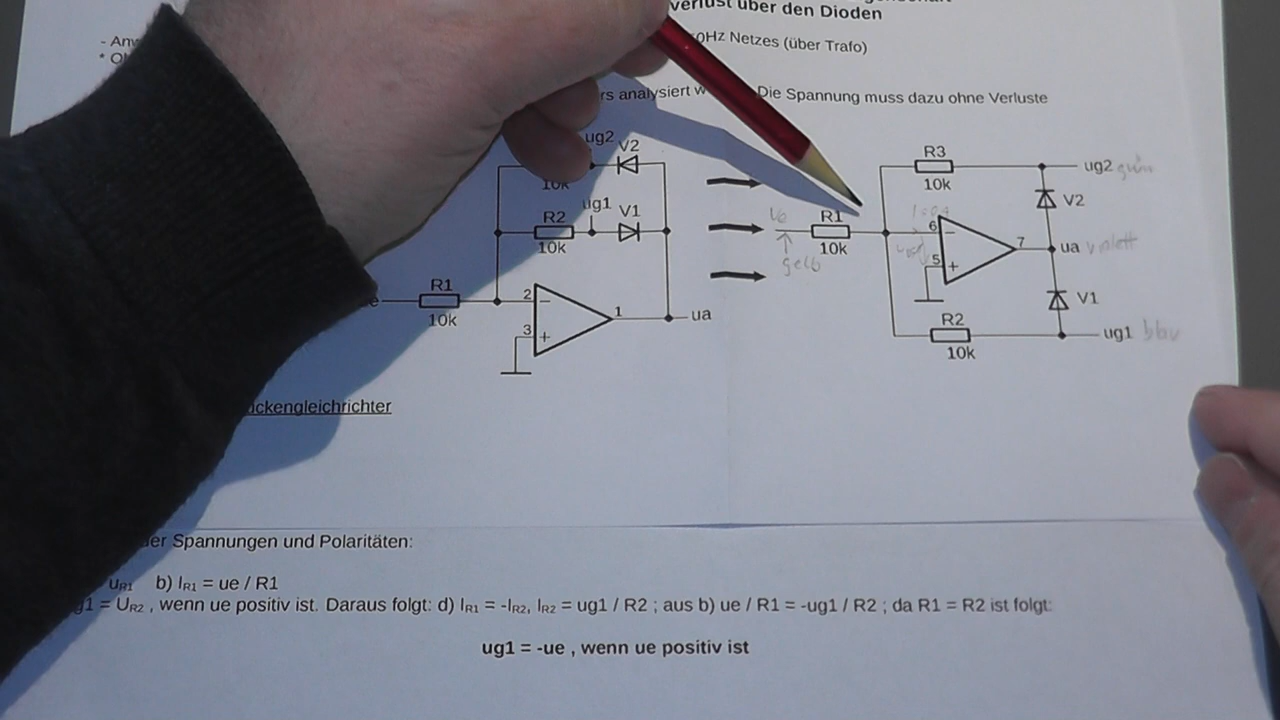 verlust über den Dioden
- Anw
0Hz Netzes (über Trafo)
* Ob
rs analysiert w
Die Spannung muss dazu ohne Verluste
ug2
V2
10k
ug1
V1
R2
10k
R1
10k
2
3
1
ua
R3
10k
ug2 grün
V2
R1
10k
gelb
6
5
7
ua violett
V1
R2
10k
ug1 blau
ückengleichrichter
der Spannungen und Polaritäten:
uR1 b) IR1 = ue / R1
g1 = UR2 , wenn ue positiv ist. Daraus folgt: d) IR1 = -IR2, IR2 = ug1 / R2 ; aus b) ue / R1 = -ug1 / R2 ; da R1 = R2 ist folgt:
ug1 = -ue , wenn ue positiv ist